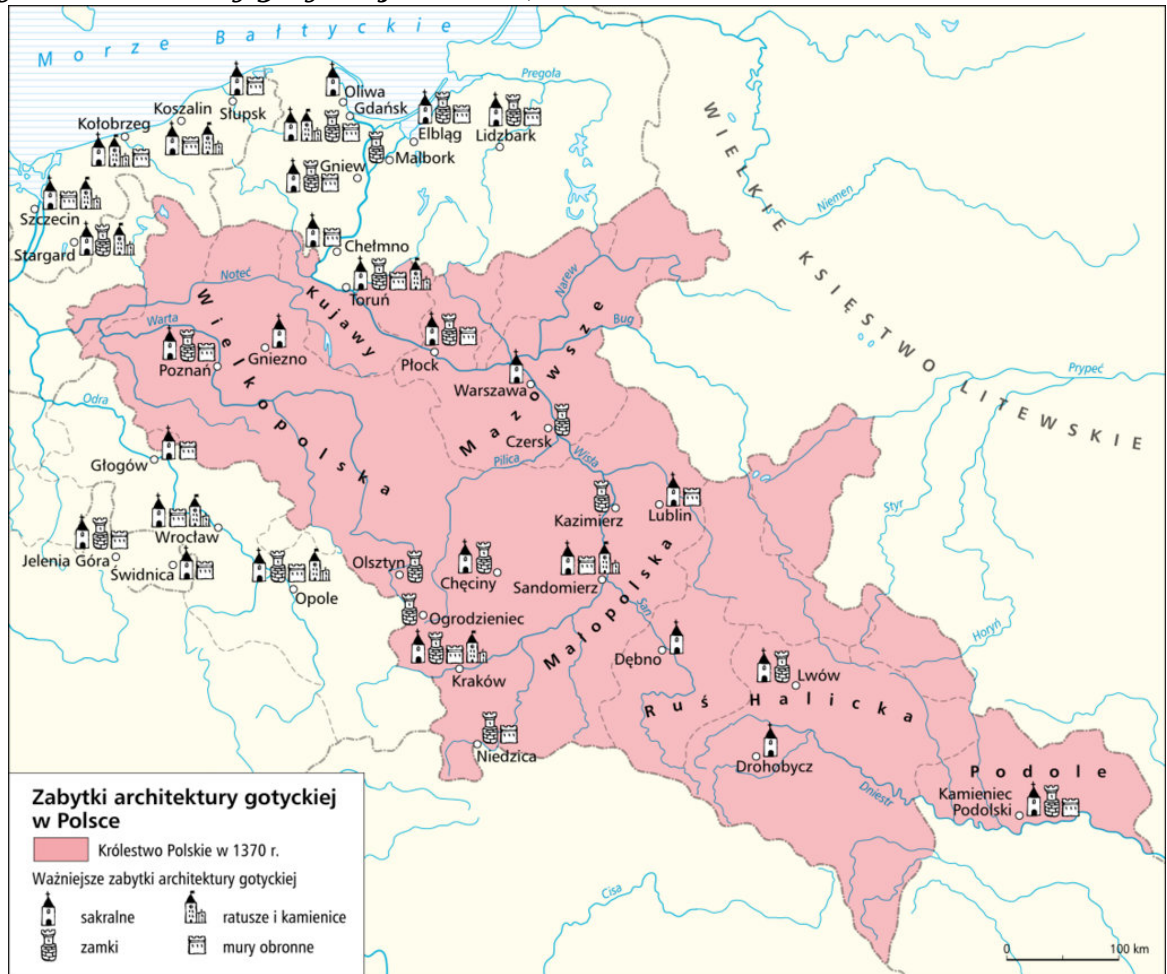 Morze Bałtyckie
Pregoła
Oliwa
Gdańsk
Słupsk
Koszalin
Kołobrzeg
Elbląg
Lidzbark
Malbork
Gniew
Szczecin
Stargard
Chełmno
Toruń
Niemen
WIELKIE KSIĘSTWO LITEWSKIE
Noteć
Kujawy
Narew
Bug
Warta
Wielkopolska
Poznań
Gniezno
Płock
Warszawa
Mazowsze
Prypeć
Odra
Czersk
Pilica
Wisła
Głogów
Wrocław
Kazimierz
Lublin
Styr
Jelenia Góra
Świdnica
Opole
Olsztyn
Chęciny
Sandomierz
Małopolska
Ogrodzieniec
San
Horyń
Kraków
Dębno
Lwów
Ruś Halicka
Niedzica
Drohobycz
Dniestr
Podole
Kamieniec
Podolski
Cisa
Zabytki architektury gotyckiej
w Polsce
Królestwo Polskie w 1370 r.
Ważniejsze zabytki architektury gotyckiej
sakralne
ratusze i kamienice
zamki
mury obronne
0 100 km